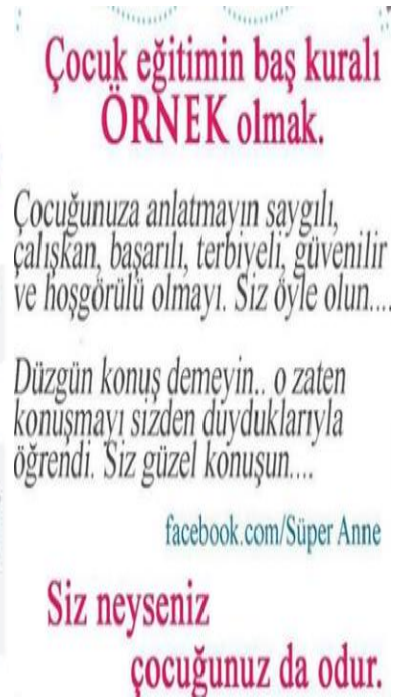 Çocuk eğitimin baş kuralı
ÖRNEK olmak.
Çocuğunuza anlatmayın saygılı,
çalışkan, başarılı, terbiyeli, güvenilir
ve hoşgörülü olmayı. Siz öyle olun....
Düzgün konuş demeyin.. o zaten
konuşmayı sizden duyduklarıyla
öğrendi. Siz güzel konuşun....
facebook.com/Süper Anne
Siz neyseniz
çocuğunuz da odur.